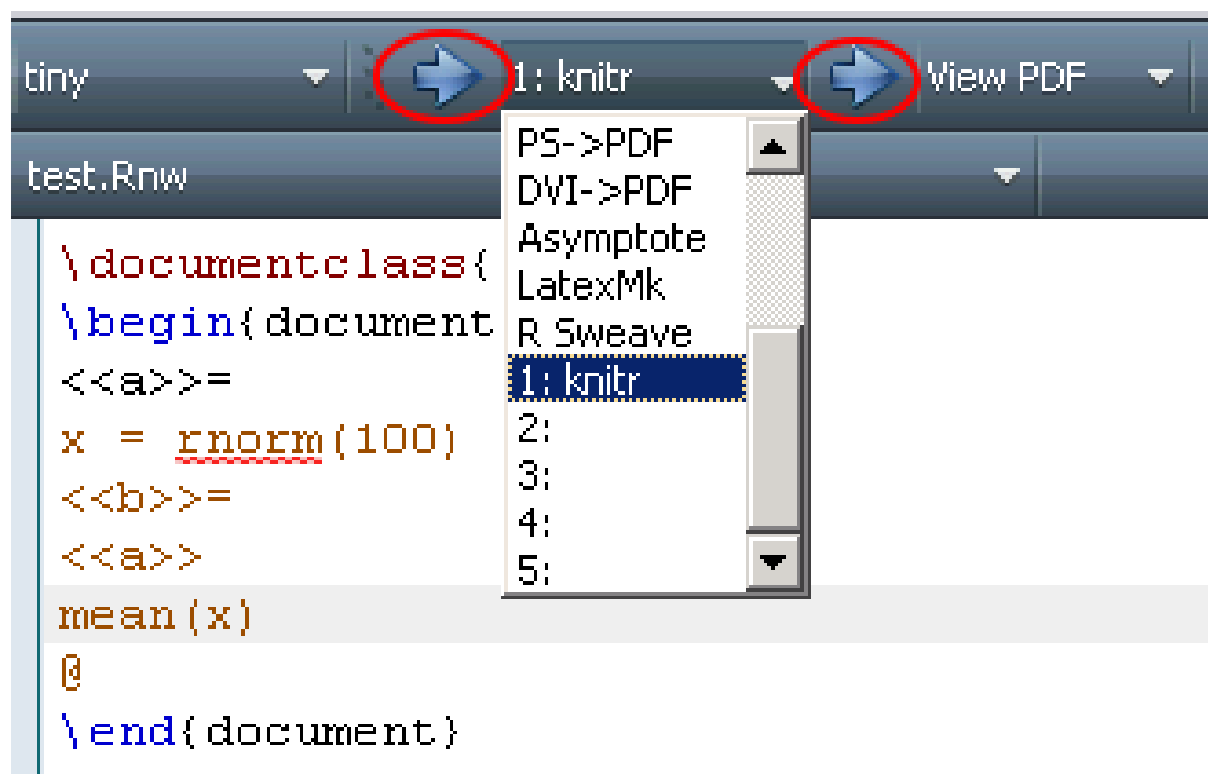 tiny 1: knitr View PDF
test.Rnw
PS->PDF
DVI->PDF
Asymptote
LatexMk
R Sweave
1: knitr
2:
3:
4:
5:
\documentclass{
\begin{document
<<a>>=
x = rnorm(100)
<<b>>=
<<a>>
mean(x)
@
\end{document}